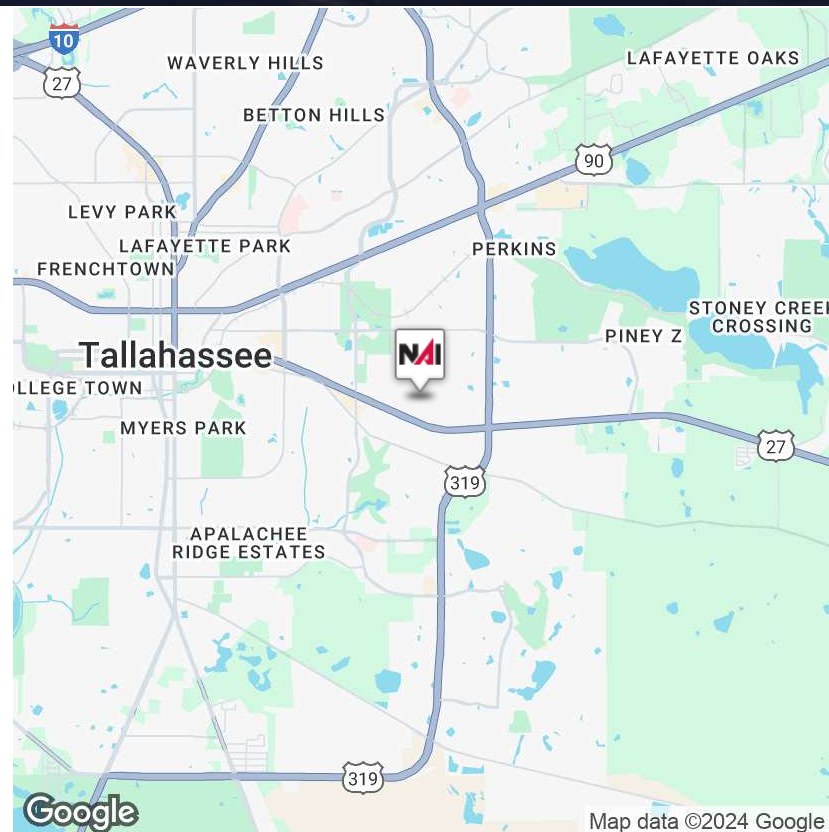 10
27
WAVERLY HILLS
LAFAYETTE OAKS
BETTON HILLS
90
LEVY PARK
LAFAYETTE PARK
PERKINS
FRENCHTOWN
STONEY CREEK
CROSSING
PINEY Z
NAI
Tallahassee
OLLEGE TOWN
MYERS PARK
27
319
APALACHEE
RIDGE ESTATES
319
Google
Map data ©2024 Google